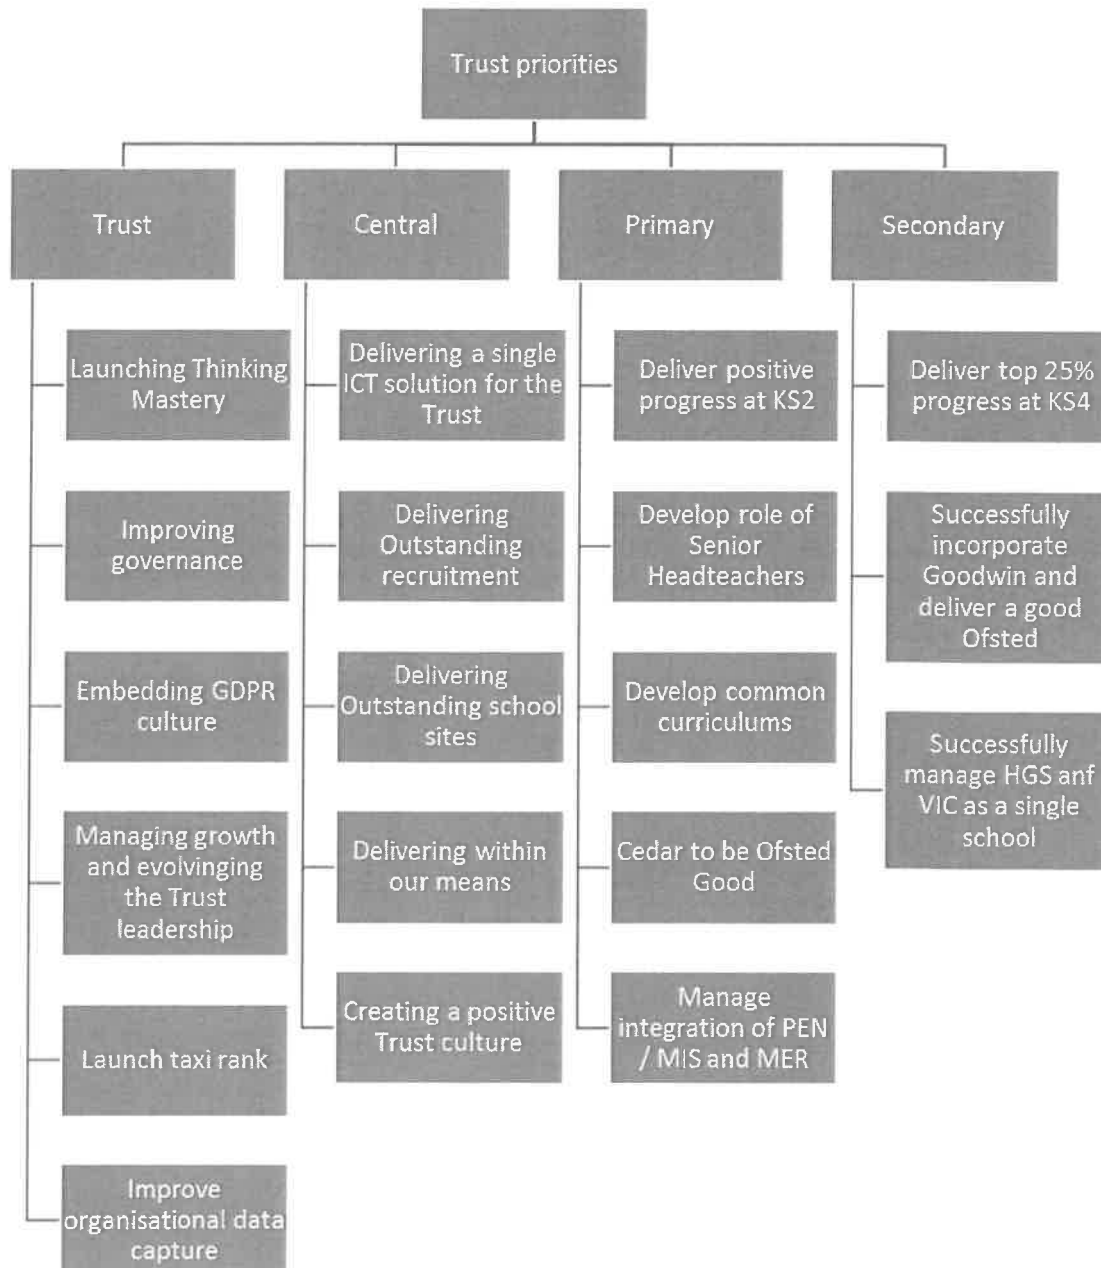 Trust priorities
Trust
Central
Primary
Secondary
Launching Thinking
Mastery
Improving
governance
Embedding GDPR
culture
Managing growth
and evolvinging
the Trust
leadership
Launch taxi rank
Improve
organisational data
capture
Delivering a single
ICT solution for the
Trust
Delivering
Outstanding
recruitment
Delivering
Outstanding school
sites
Delivering within
our means
Creating a positive
Trust culture
Deliver positive
progress at KS2
Develop role of
Senior
Headteachers
Develop common
curriculums
Cedar to be Ofsted
Good
Manage
integration of PEN
/ MIS and MER
Deliver top 25%
progress at KS4
Successfully
incorporate
Goodwin and
deliver a good
Ofsted
Successfully
manage HGS anf
VIC as a single
school